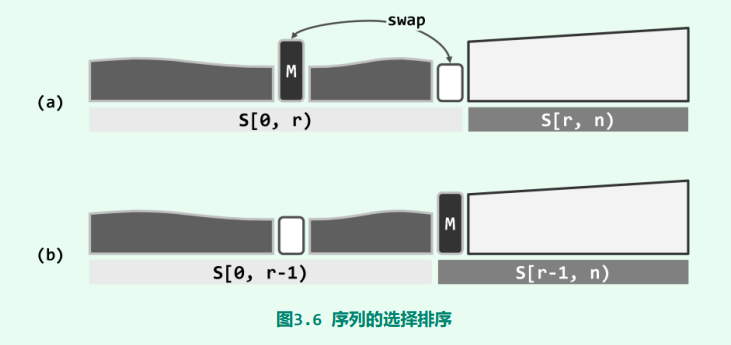 swap
M
(a)
S[0, r)
S[r, n)
M
(b)
S[0, r-1)
S[r-1, n)
图3.6 序列的选择排序